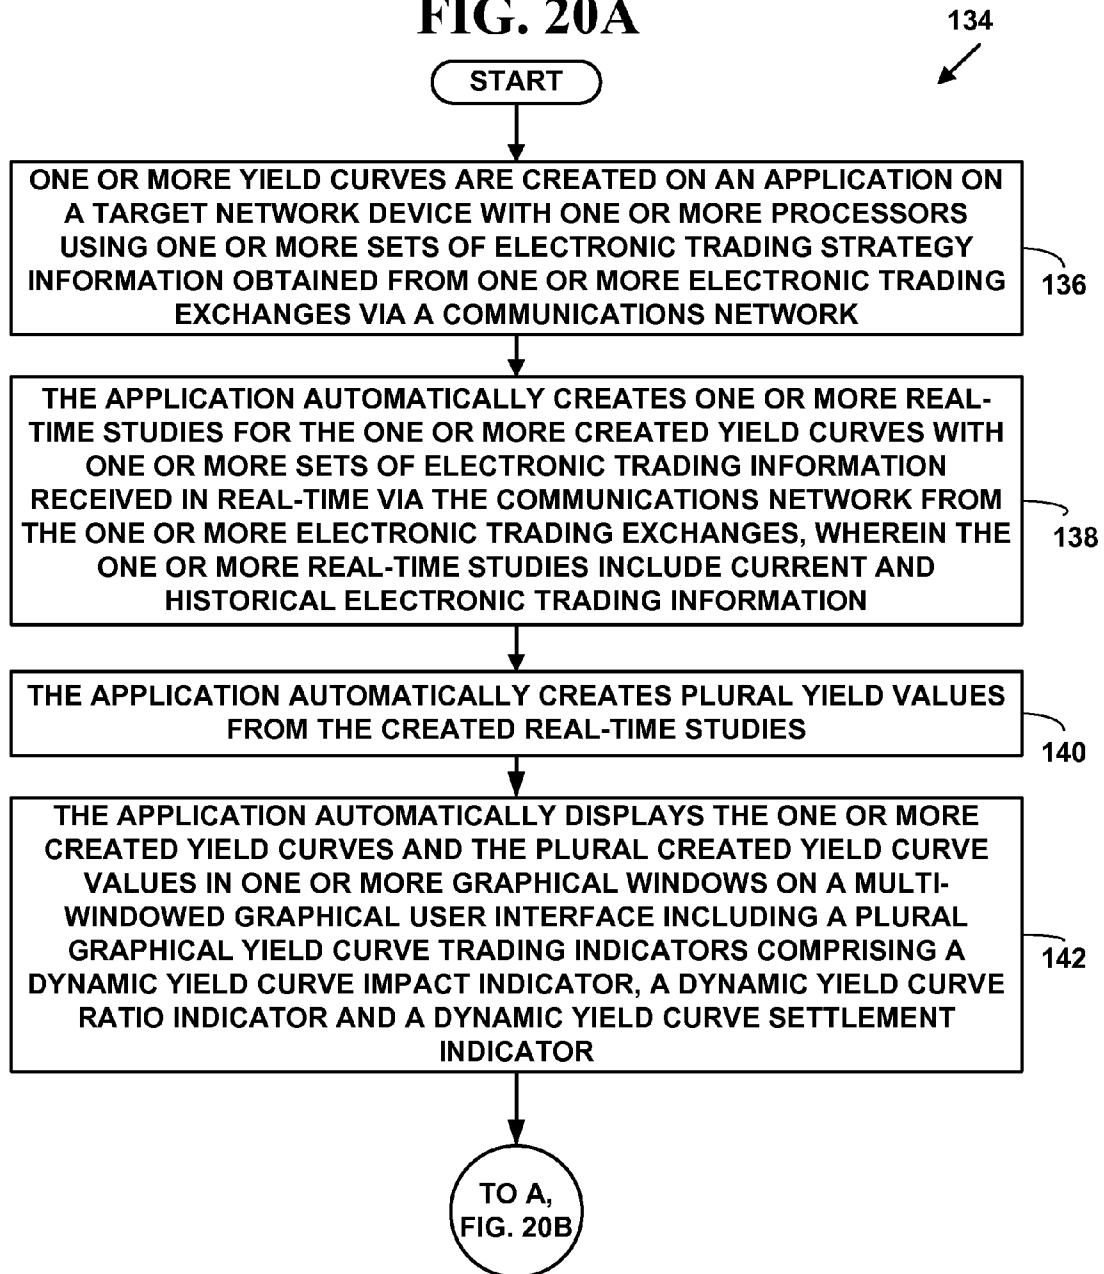 FIG. 20A
134
START
ONE OR MORE YIELD CURVES ARE CREATED ON AN APPLICATION ON
A TARGET NETWORK DEVICE WITH ONE OR MORE PROCESSORS
USING ONE OR MORE SETS OF ELECTRONIC TRADING STRATEGY
INFORMATION OBTAINED FROM ONE OR MORE ELECTRONIC TRADING
EXCHANGES VIA A COMMUNICATIONS NETWORK
136
THE APPLICATION AUTOMATICALLY CREATES ONE OR MORE REAL-
TIME STUDIES FOR THE ONE OR MORE CREATED YIELD CURVES WITH
ONE OR MORE SETS OF ELECTRONIC TRADING INFORMATION
RECEIVED IN REAL-TIME VIA THE COMMUNICATIONS NETWORK FROM
THE ONE OR MORE ELECTRONIC TRADING EXCHANGES, WHEREIN THE
ONE OR MORE REAL-TIME STUDIES INCLUDE CURRENT AND
HISTORICAL ELECTRONIC TRADING INFORMATION
138
THE APPLICATION AUTOMATICALLY CREATES PLURAL YIELD VALUES
FROM THE CREATED REAL-TIME STUDIES
140
THE APPLICATION AUTOMATICALLY DISPLAYS THE ONE OR MORE
CREATED YIELD CURVES AND THE PLURAL CREATED YIELD CURVE
VALUES IN ONE OR MORE GRAPHICAL WINDOWS ON A MULTI-
WINDOWED GRAPHICAL USER INTERFACE INCLUDING A PLURAL
GRAPHICAL YIELD CURVE TRADING INDICATORS COMPRISING A
DYNAMIC YIELD CURVE IMPACT INDICATOR, A DYNAMIC YIELD CURVE
RATIO INDICATOR AND A DYNAMIC YIELD CURVE SETTLEMENT
INDICATOR
142
TO A,
FIG. 20B